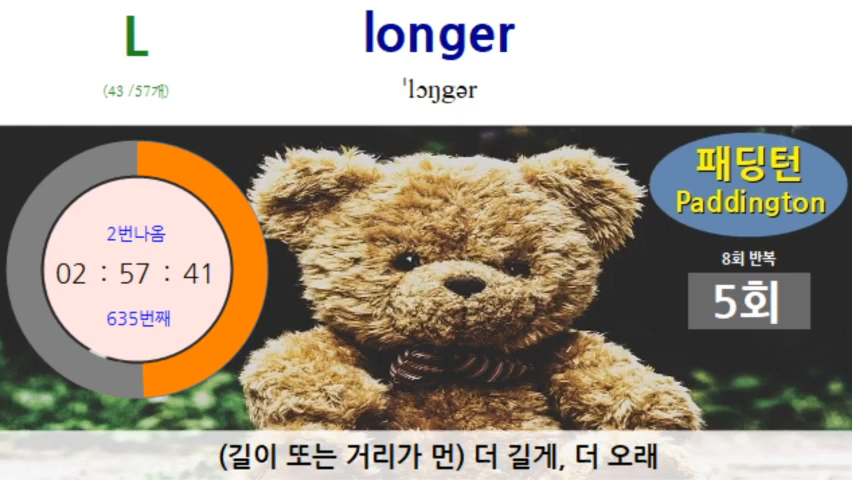 L
(43 /57개)
longer
ˈlɔŋgər
2번나옴
02 : 57 : 41
635번째
패딩턴
Paddington
8회 반복
5회
(길이 또는 거리가 먼) 더 길게, 더 오래